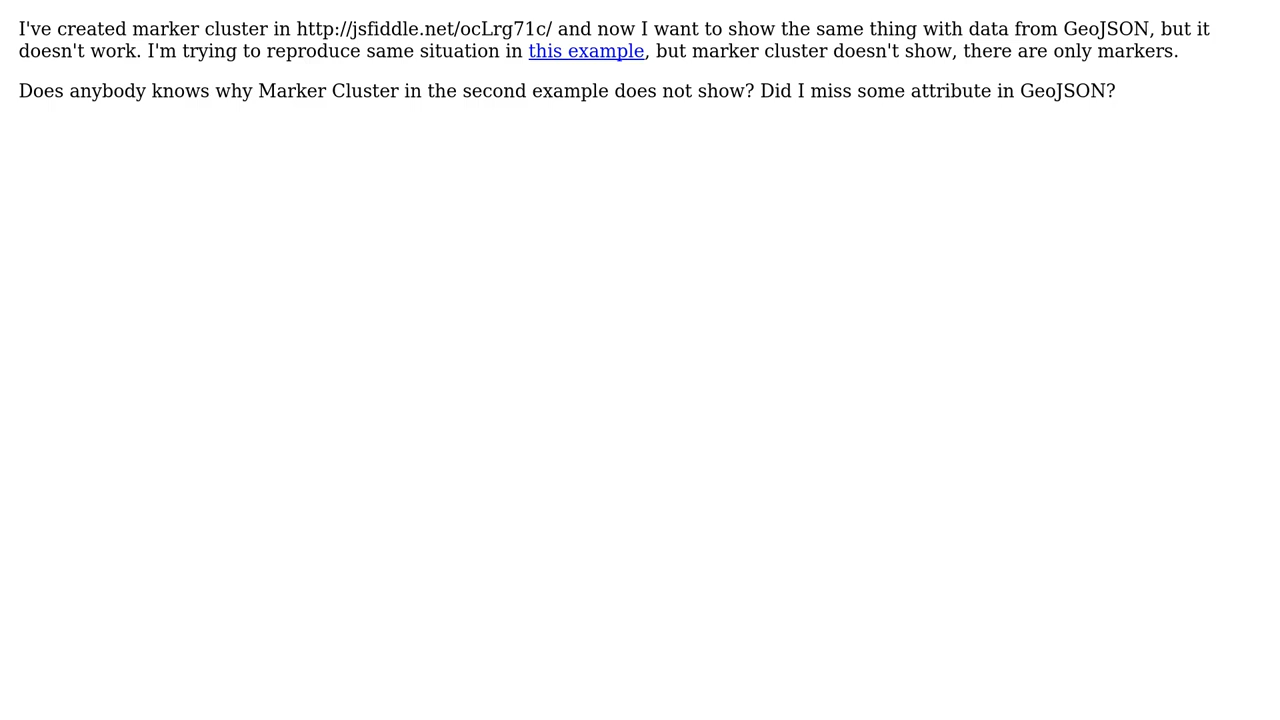 I've created marker cluster in http://jsfiddle.net/ocLrg71c/ and now I want to show the same thing with data from GeoJSON, but it
doesn't work. I'm trying to reproduce same situation in this example, but marker cluster doesn't show, there are only markers.
Does anybody knows why Marker Cluster in the second example does not show? Did I miss some attribute in GeoJSON?